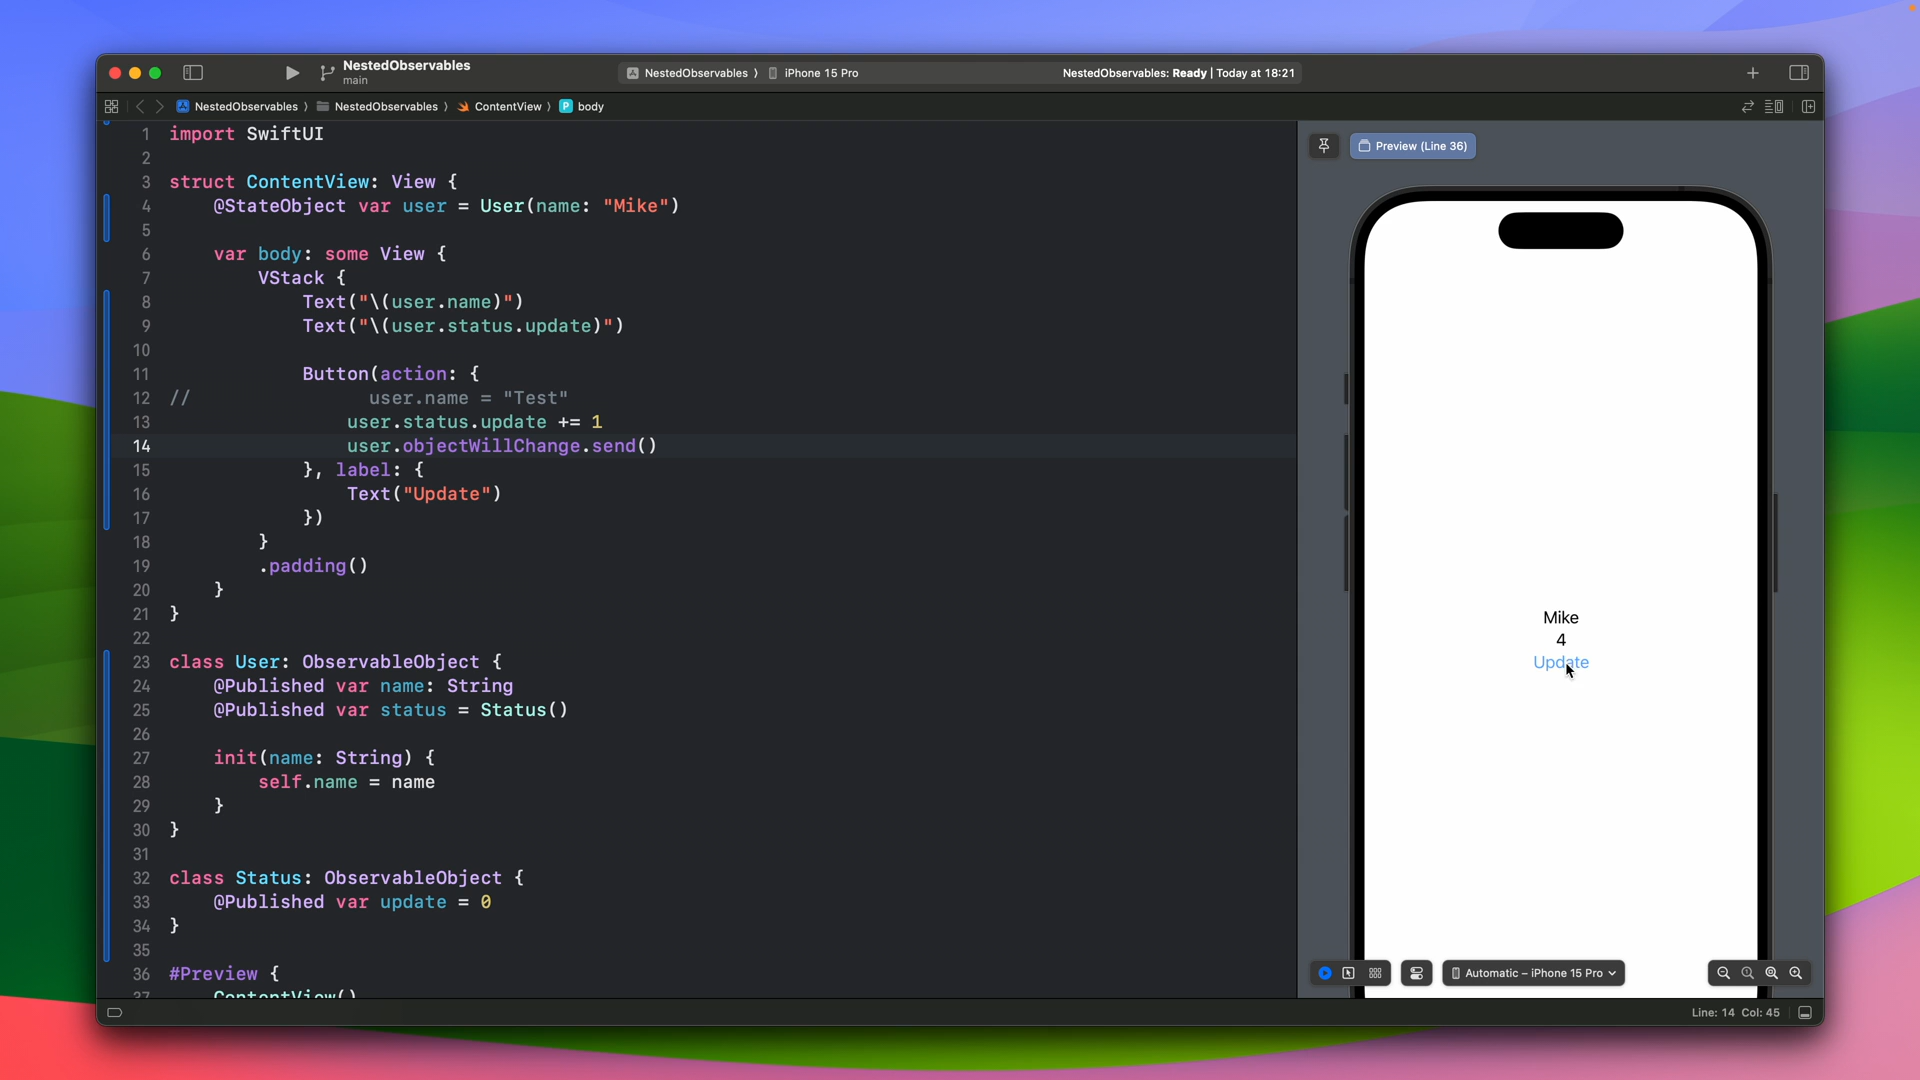 NestedObservables
main
NestedObservables 〉 iPhone 15 Pro
NestedObservables: Ready | Today at 18:21
NestedObservables 〉 NestedObservables 〉 ContentView 〉 P body
1 import SwiftUI
2
3 struct ContentView: View {
4     @StateObject var user = User(name: "Mike")
5
6     var body: some View {
7         VStack {
8             Text("\(user.name)")
9             Text("\(user.status.update)")
10
11             Button(action: {
12 //                user.name = "Test"
13                 user.status.update += 1
14                 user.objectWillChange.send()
15             }, label: {
16                 Text("Update")
17             })
18         }
19         .padding()
20     }
21 }
22
23 class User: ObservableObject {
24     @Published var name: String
25     @Published var status = Status()
26
27     init(name: String) {
28         self.name = name
29     }
30 }
31
32 class Status: ObservableObject {
33     @Published var update = 0
34 }
35
36 #Preview {
37     ContentView()
Preview (Line 36)
Mike
4
Update
Automatic – iPhone 15 Pro
Line: 14 Col: 45